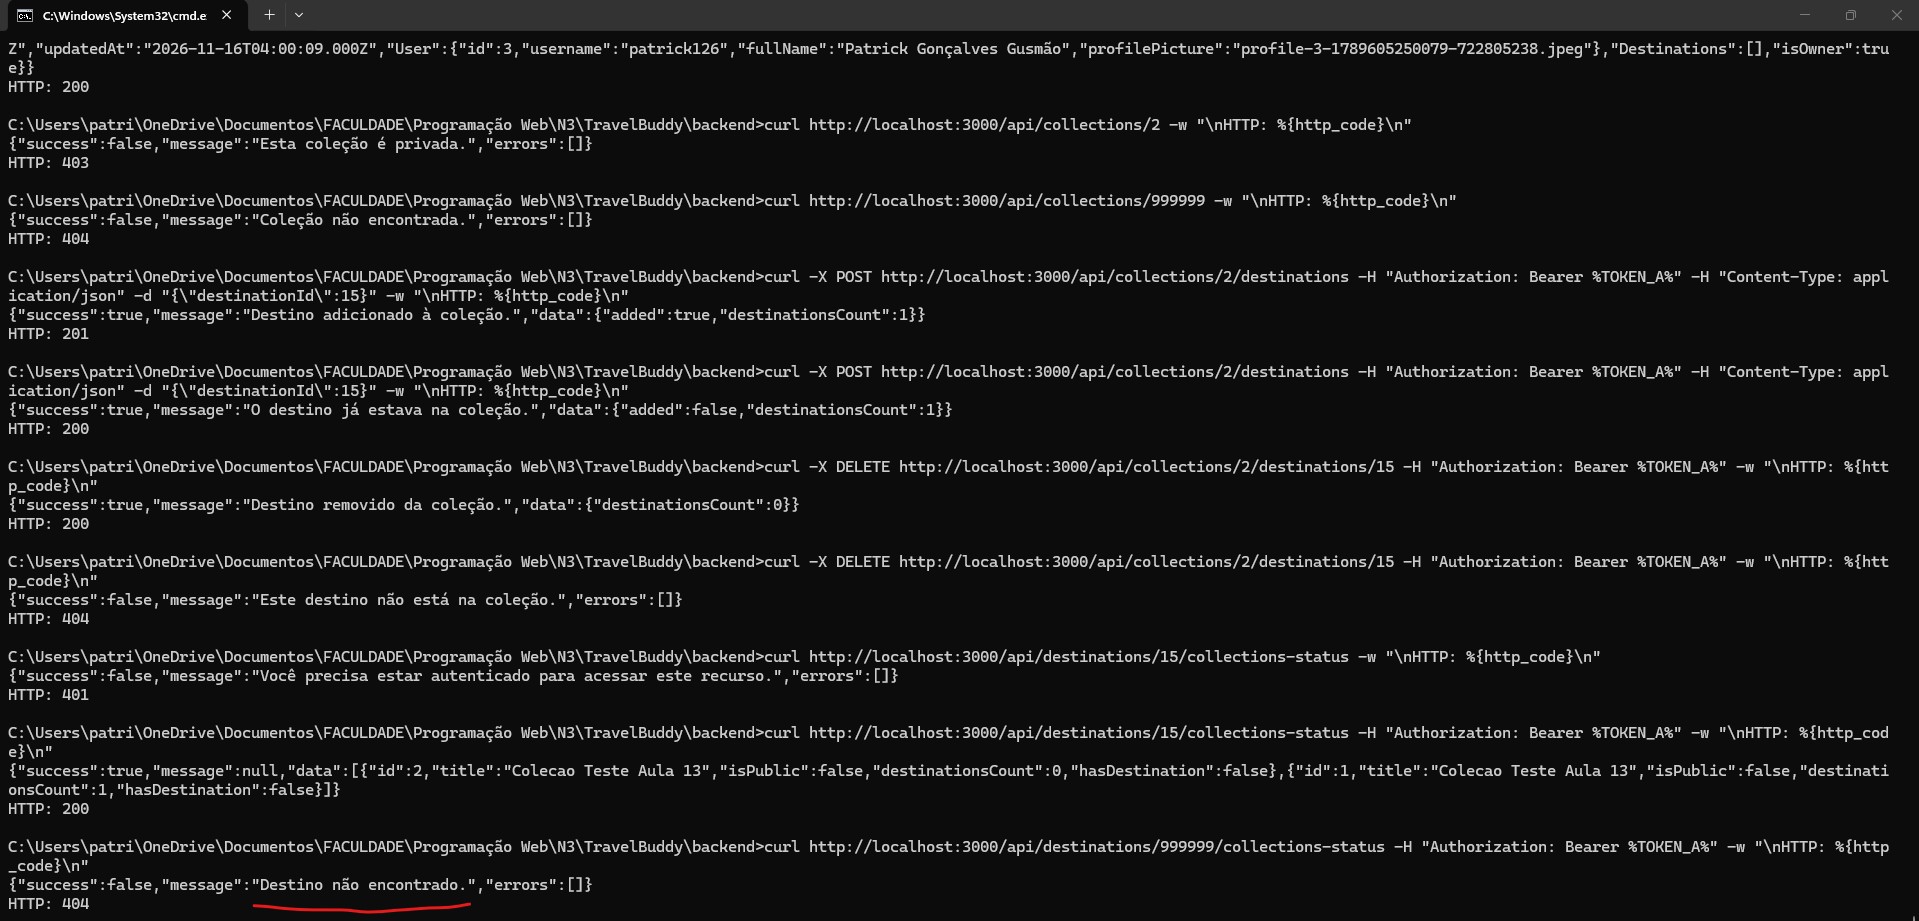 C:\Windows\System32\cmd.e
Z","updatedAt":"2026-11-16T04:00:09.000Z","User":{"id":3,"username":"patrick126","fullName":"Patrick Gonçalves Gusmão","profilePicture":"profile-3-1789605250079-722805238.jpeg"},"Destinations":[],"isOwner":tru
e}}
HTTP: 200
C:\Users\patri\OneDrive\Documentos\FACULDADE\Programação Web\N3\TravelBuddy\backend>curl http://localhost:3000/api/collections/2 -w "\nHTTP: %{http_code}\n"
{"success":false,"message":"Esta coleção é privada.","errors":[]}
HTTP: 403
C:\Users\patri\OneDrive\Documentos\FACULDADE\Programação Web\N3\TravelBuddy\backend>curl http://localhost:3000/api/collections/999999 -w "\nHTTP: %{http_code}\n"
{"success":false,"message":"Coleção não encontrada.","errors":[]}
HTTP: 404
C:\Users\patri\OneDrive\Documentos\FACULDADE\Programação Web\N3\TravelBuddy\backend>curl -X POST http://localhost:3000/api/collections/2/destinations -H "Authorization: Bearer %TOKEN_A%" -H "Content-Type: appl
ication/json" -d "{\"destinationId\":15}" -w "\nHTTP: %{http_code}\n"
{"success":true,"message":"Destino adicionado à coleção.","data":{"added":true,"destinationsCount":1}}
HTTP: 201
C:\Users\patri\OneDrive\Documentos\FACULDADE\Programação Web\N3\TravelBuddy\backend>curl -X POST http://localhost:3000/api/collections/2/destinations -H "Authorization: Bearer %TOKEN_A%" -H "Content-Type: appl
ication/json" -d "{\"destinationId\":15}" -w "\nHTTP: %{http_code}\n"
{"success":true,"message":"O destino já estava na coleção.","data":{"added":false,"destinationsCount":1}}
HTTP: 200
C:\Users\patri\OneDrive\Documentos\FACULDADE\Programação Web\N3\TravelBuddy\backend>curl -X DELETE http://localhost:3000/api/collections/2/destinations/15 -H "Authorization: Bearer %TOKEN_A%" -w "\nHTTP: %{htt
p_code}\n"
{"success":true,"message":"Destino removido da coleção.","data":{"destinationsCount":0}}
HTTP: 200
C:\Users\patri\OneDrive\Documentos\FACULDADE\Programação Web\N3\TravelBuddy\backend>curl -X DELETE http://localhost:3000/api/collections/2/destinations/15 -H "Authorization: Bearer %TOKEN_A%" -w "\nHTTP: %{htt
p_code}\n"
{"success":false,"message":"Este destino não está na coleção.","errors":[]}
HTTP: 404
C:\Users\patri\OneDrive\Documentos\FACULDADE\Programação Web\N3\TravelBuddy\backend>curl http://localhost:3000/api/destinations/15/collections-status -w "\nHTTP: %{http_code}\n"
{"success":false,"message":"Você precisa estar autenticado para acessar este recurso.","errors":[]}
HTTP: 401
C:\Users\patri\OneDrive\Documentos\FACULDADE\Programação Web\N3\TravelBuddy\backend>curl http://localhost:3000/api/destinations/15/collections-status -H "Authorization: Bearer %TOKEN_A%" -w "\nHTTP: %{http_cod
e}\n"
{"success":true,"message":null,"data":[{"id":2,"title":"Colecao Teste Aula 13","isPublic":false,"destinationsCount":0,"hasDestination":false},{"id":1,"title":"Colecao Teste Aula 13","isPublic":false,"destinati
onsCount":1,"hasDestination":false}]}
HTTP: 200
C:\Users\patri\OneDrive\Documentos\FACULDADE\Programação Web\N3\TravelBuddy\backend>curl http://localhost:3000/api/destinations/999999/collections-status -H "Authorization: Bearer %TOKEN_A%" -w "\nHTTP: %{http
_code}\n"
{"success":false,"message":"Destino não encontrado.","errors":[]}
HTTP: 404